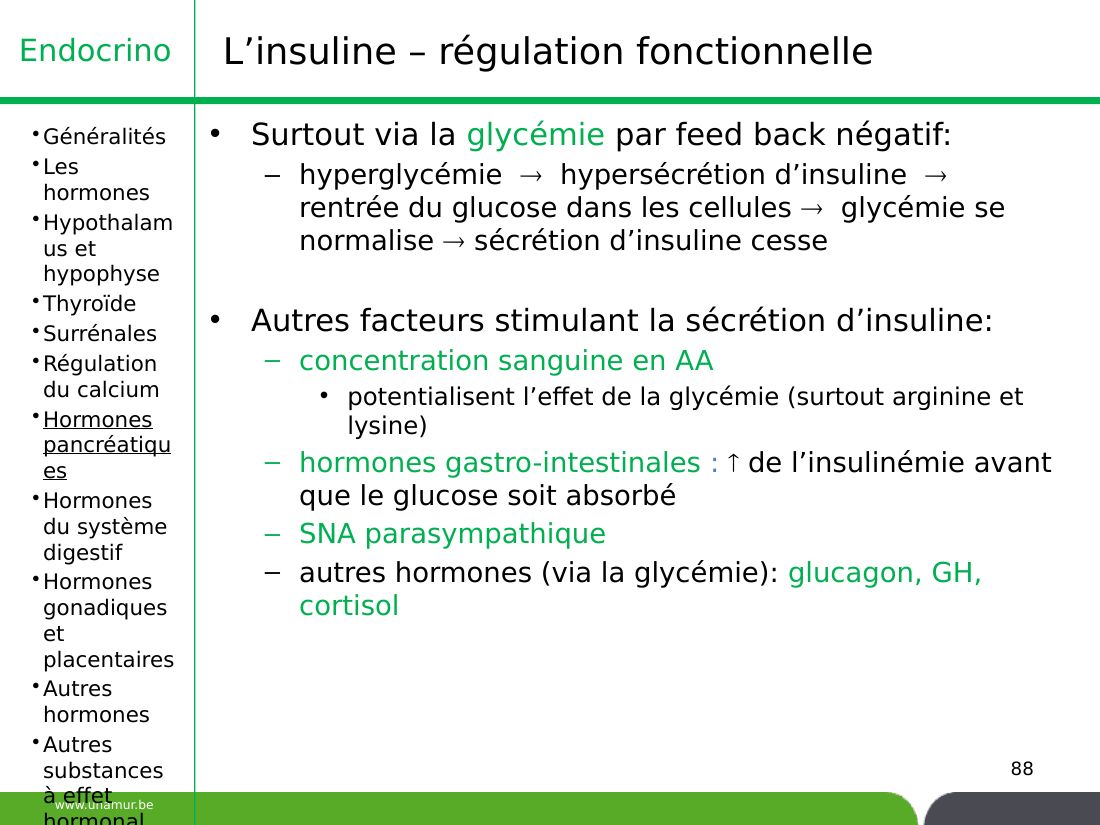 Endocrino
L’insuline – régulation fonctionnelle
•Généralités
•Les
hormones
•Hypothalam
us et
hypophyse
•Thyroïde
•Surrénales
•Régulation
du calcium
•Hormones
pancréatiqu
es
•Hormones
du système
digestif
•Hormones
gonadiques
et
placentaires
•Autres
hormones
•Autres
substances
à effet
hormonal
• Surtout via la glycémie par feed back négatif:
– hyperglycémie → hypersécrétion d’insuline →
rentrée du glucose dans les cellules → glycémie se
normalise → sécrétion d’insuline cesse
• Autres facteurs stimulant la sécrétion d’insuline:
– concentration sanguine en AA
• potentialisent l’effet de la glycémie (surtout arginine et
lysine)
– hormones gastro-intestinales : ↑ de l’insulinémie avant
que le glucose soit absorbé
– SNA parasympathique
– autres hormones (via la glycémie): glucagon, GH,
cortisol
88
www.unamur.be